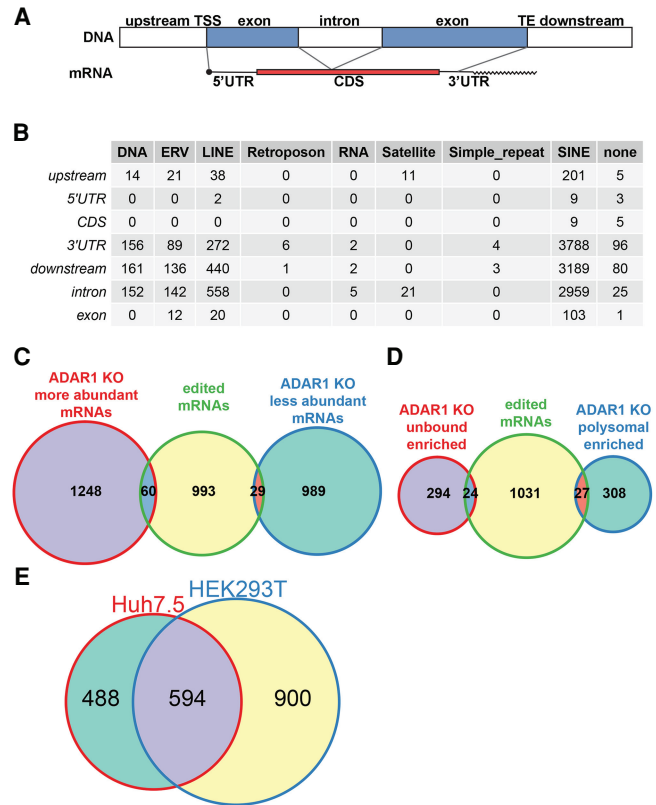 A
upstream TSS exon intron exon TE downstream
DNA
mRNA
5'UTR CDS 3'UTR
B
DNA ERV LINE Retroposon RNA Satellite Simple_repeat SINE none
upstream 14 21 38 0 0 11 0 201 5
5'UTR 0 0 2 0 0 0 0 9 3
CDS 0 0 0 0 0 0 0 9 5
3'UTR 156 89 272 6 2 0 4 3788 96
downstream 161 136 440 1 2 0 3 3189 80
intron 152 142 558 0 5 21 0 2959 25
exon 0 12 20 0 0 0 0 103 1
C
ADAR1 KO
more abundant
mRNAs
edited
mRNAs
ADAR1 KO
less abundant
mRNAs
1248 60 993 29 989
D
ADAR1 KO
unbound
enriched
edited
mRNAs
ADAR1 KO
polysomal
enriched
294 24 1031 27 308
E
Huh7.5
HEK293T
488 594 900